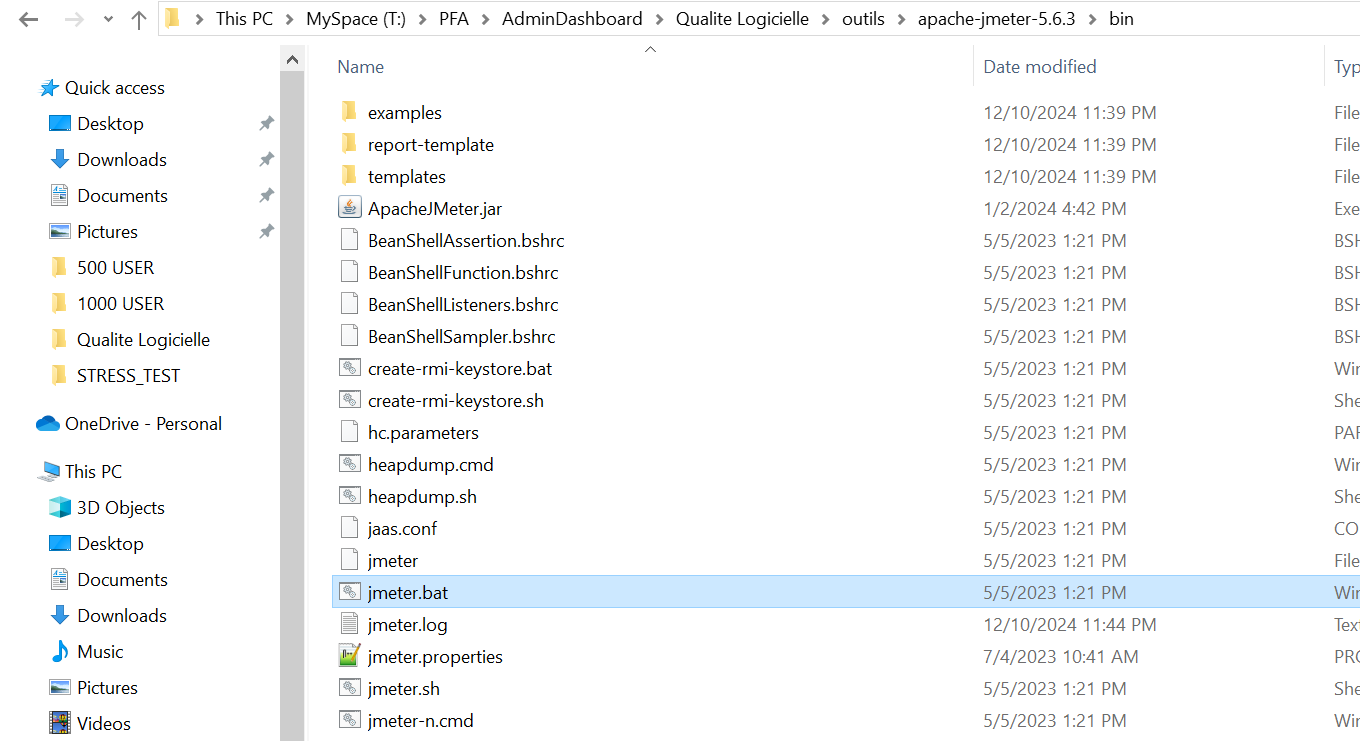 This PC > MySpace (T:) > PFA > AdminDashboard > Qualite Logicielle > outils > apache-jmeter-5.6.3 > bin
Quick access
Desktop
Downloads
Documents
Pictures
500 USER
1000 USER
Qualite Logicielle
STRESS_TEST
OneDrive - Personal
This PC
3D Objects
Desktop
Documents
Downloads
Music
Pictures
Videos
Name Date modified Typ
examples 12/10/2024 11:39 PM File
report-template 12/10/2024 11:39 PM File
templates 12/10/2024 11:39 PM File
ApacheJMeter.jar 1/2/2024 4:42 PM Exe
BeanShellAssertion.bshrc 5/5/2023 1:21 PM BSH
BeanShellFunction.bshrc 5/5/2023 1:21 PM BSH
BeanShellListeners.bshrc 5/5/2023 1:21 PM BSH
BeanShellSampler.bshrc 5/5/2023 1:21 PM BSH
create-rmi-keystore.bat 5/5/2023 1:21 PM Win
create-rmi-keystore.sh 5/5/2023 1:21 PM She
hc.parameters 5/5/2023 1:21 PM PAR
heapdump.cmd 5/5/2023 1:21 PM Win
heapdump.sh 5/5/2023 1:21 PM She
jaas.conf 5/5/2023 1:21 PM CO
jmeter 5/5/2023 1:21 PM File
jmeter.bat 5/5/2023 1:21 PM Win
jmeter.log 12/10/2024 11:44 PM Text
jmeter.properties 7/4/2023 10:41 AM PRO
jmeter.sh 5/5/2023 1:21 PM She
jmeter-n.cmd 5/5/2023 1:21 PM Win